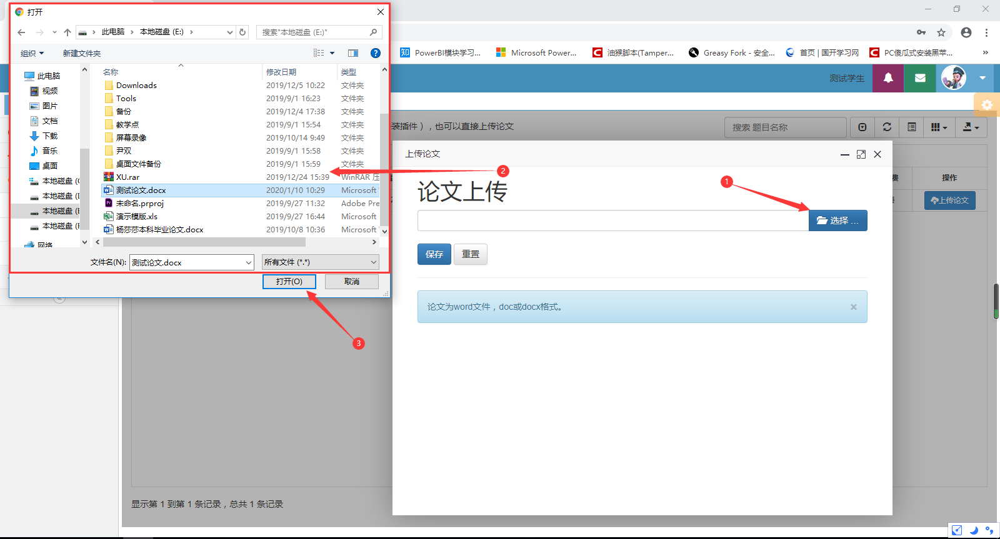 打开
此电脑 › 本地磁盘 (E:) ›
搜索"本地磁盘 (E:)"
组织
新建文件夹
名称 修改日期 类型
此电脑
视频
图片
文档
下载
音乐
桌面
本地磁盘 (
本地磁盘 (
本地磁盘 (
本地磁盘 (
网络
Downloads 2019/12/5 10:22 文件夹
Tools 2019/9/1 16:23 文件夹
备份 2019/12/4 17:38 文件夹
教学点 2019/9/1 15:54 文件夹
屏幕录像 2019/10/14 9:49 文件夹
尹双 2019/9/1 15:58 文件夹
桌面文件备份 2019/9/1 15:59 文件夹
XU.rar 2019/12/24 15:39 WinRAR 压
测试论文.docx 2020/1/10 10:29 Microsoft
未命名.prproj 2019/9/27 11:32 Adobe Pre
演示模版.xls 2019/9/27 16:44 Microsoft
杨莎莎本科毕业论文.docx 2019/10/8 10:36 Microsoft
文件名(N): 测试论文.docx 所有文件 (*.*)
打开(O) 取消
PowerBI模块学习... Microsoft Power... 油猴脚本(Tamper... Greasy Fork - 安全... 首页 | 国开学习网 PC傻瓜式安装黑苹... »
测试学生
装插件），也可以直接上传论文
搜索 题目名称
费 操作
上传论文
上传论文
论文上传
选择 ...
保存 重置
论文为word文件，doc或docx格式。 ×
1
2
3
显示第 1 到第 1 条记录，总共 1 条记录